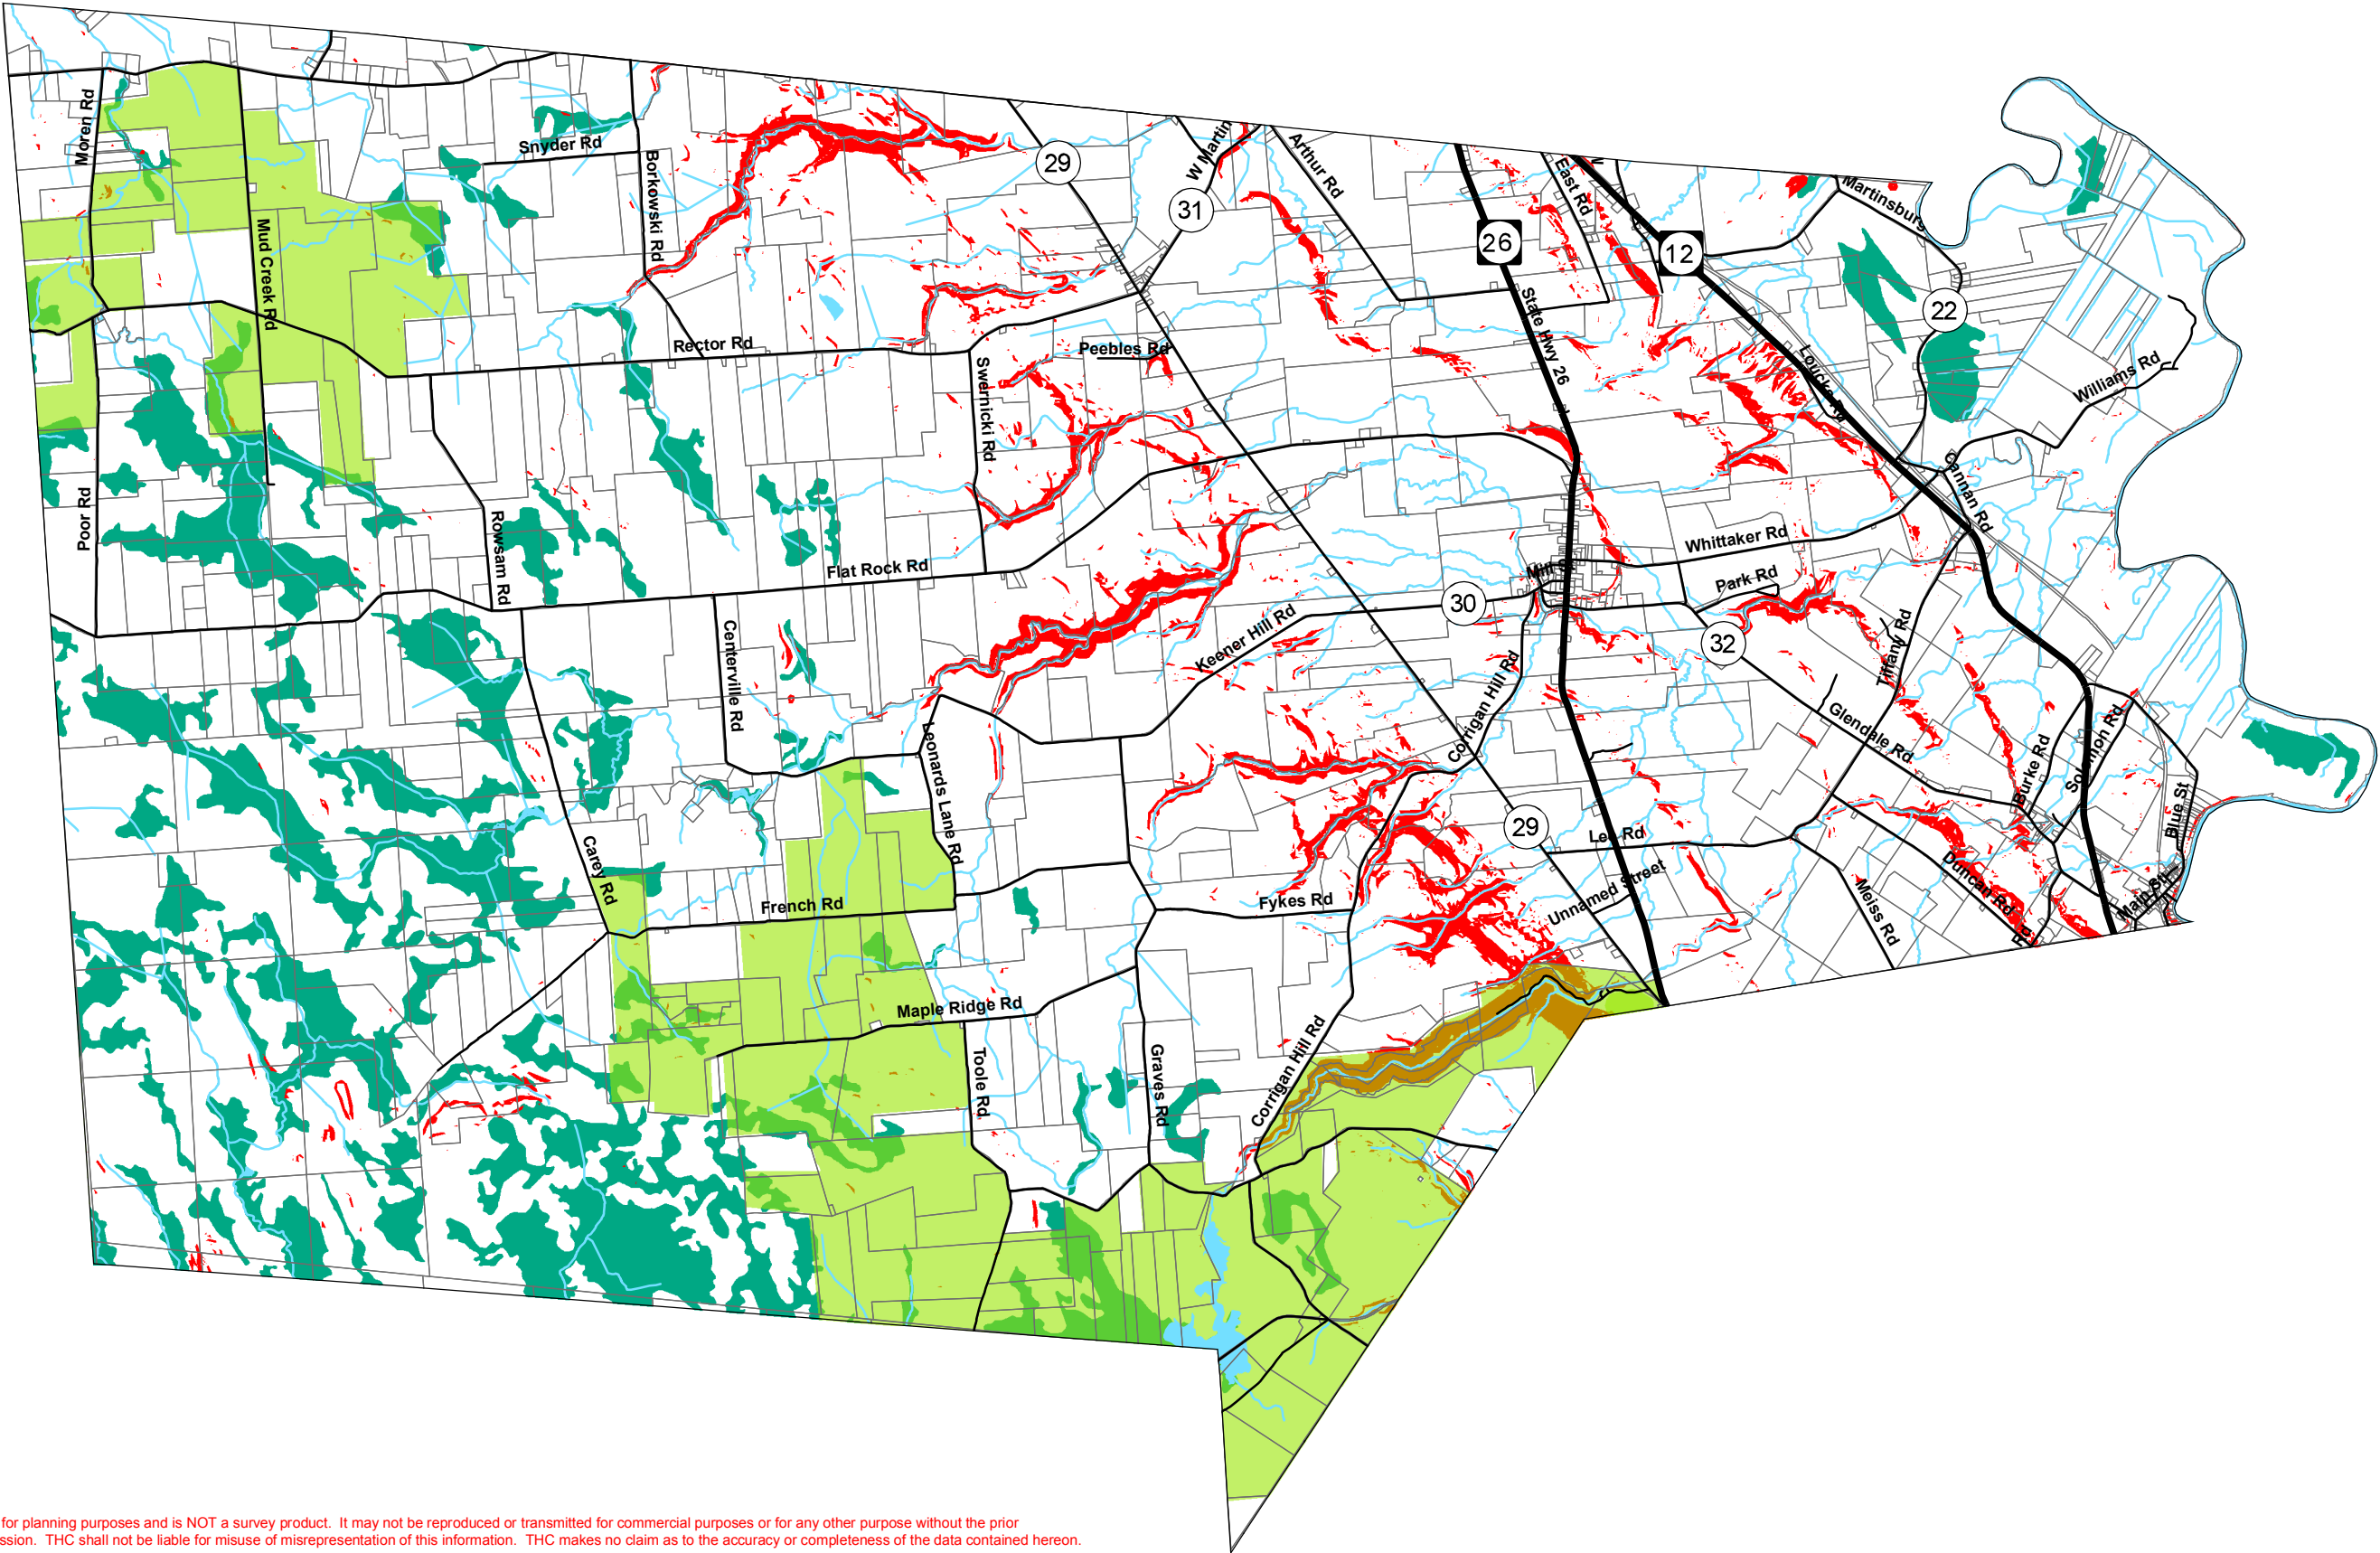 Moren Rd
Snyder Rd
Borkowski Rd
29
W Martin
31
Arthur Rd
East Rd
26
12
Martinsburg
22
Mud Creek Rd
State Hwy 26
Rector Rd
Peebles Rd
Swernicki Rd
Loucks Rd
Williams Rd
Cannan Rd
Poor Rd
Rowsam Rd
Flat Rock Rd
Whittaker Rd
Mill St
Park Rd
30
Keener Hill Rd
32
Tiffany Rd
Centerville Rd
Corrigan Hill Rd
Glendale Rd
Leonards Lane Rd
Burke Rd
Solomon Rd
Blue St
29
Lee Rd
Carey Rd
French Rd
Fykes Rd
Unnamed Street
Duncan Rd
Meiss Rd
Main St
Rd
Maple Ridge Rd
Toole Rd.
Graves Rd
Corrigan Hill Rd
for planning purposes and is NOT a survey product. It may not be reproduced or transmitted for commercial purposes or for any other purpose without the prior
ssion. THC shall not be liable for misuse of misrepresentation of this information. THC makes no claim as to the accuracy or completeness of the data contained hereon.